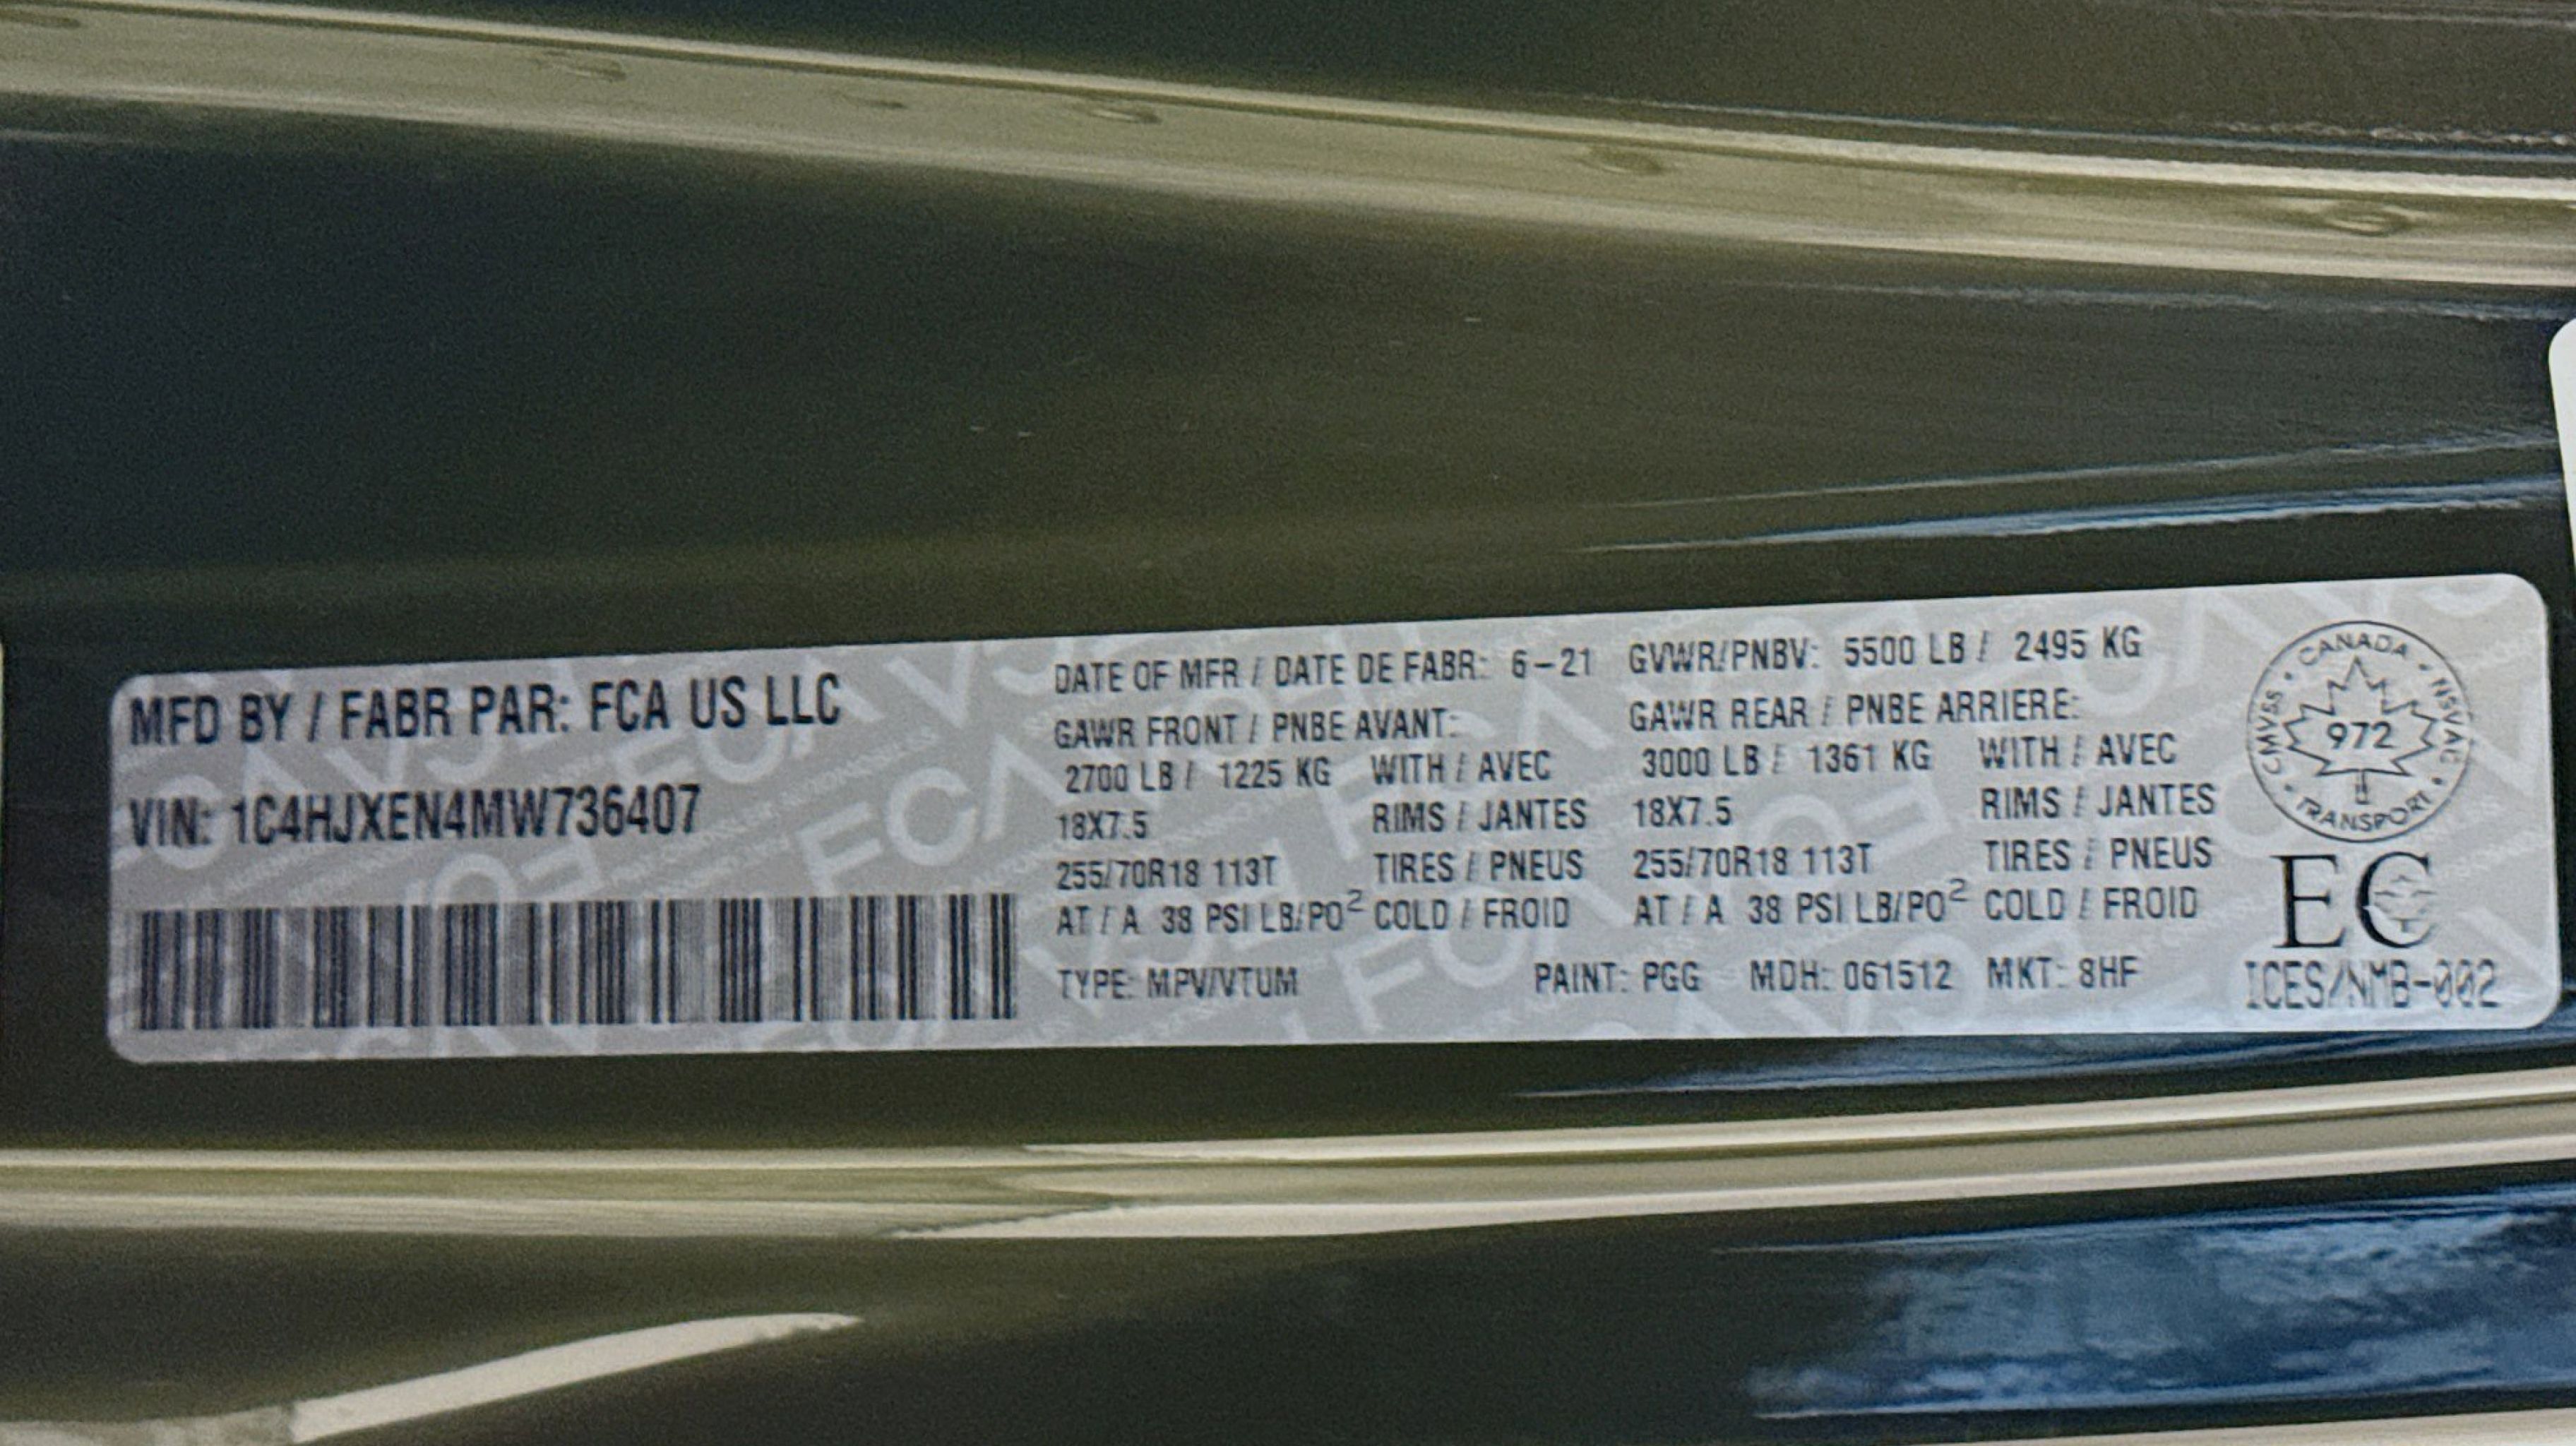 MFD BY / FABR PAR: FCA US LLC
VIN: 1C4HJXEN4MW736407
DATE OF MFR / DATE DE FABR: 6-21 GVWR/PNBV: 5500 LB / 2495 KG
GAWR FRONT / PNBE AVANT: GAWR REAR / PNBE ARRIERE:
2700 LB / 1225 KG WITH / AVEC 3000 LB / 1361 KG WITH / AVEC
18X7.5 RIMS / JANTES 18X7.5 RIMS / JANTES
255/70R18 113T TIRES / PNEUS 255/70R18 113T TIRES / PNEUS
AT / A 38 PSI LB/PO² COLD / FROID AT / A 38 PSI LB/PO² COLD / FROID
TYPE: MPV/VTUM PAINT: PGG MDH: 061512 MKT: 8HF
CANADA • NSVAC • TRANSPORT • CMVSS •
972
EC
ICES/NMB-002
FCA